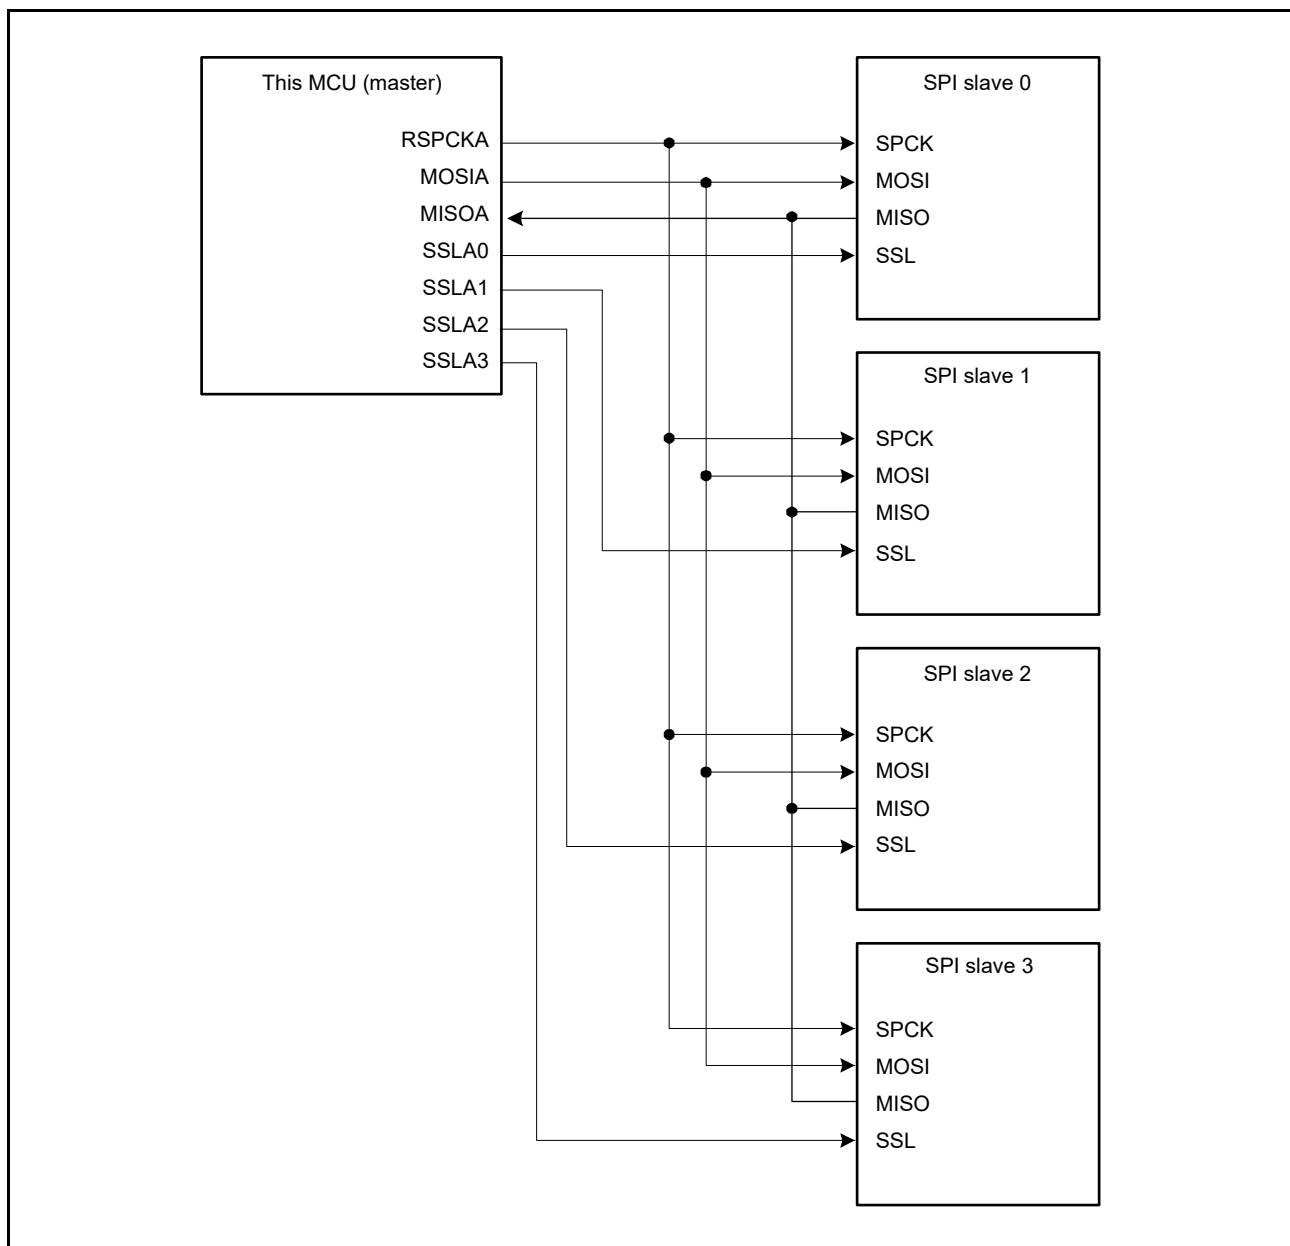 This MCU (master)
RSPCKA
MOSIA
MISOA
SSLA0
SSLA1
SSLA2
SSLA3
SPI slave 0
SPCK
MOSI
MISO
SSL
SPI slave 1
SPCK
MOSI
MISO
SSL
SPI slave 2
SPCK
MOSI
MISO
SSL
SPI slave 3
SPCK
MOSI
MISO
SSL